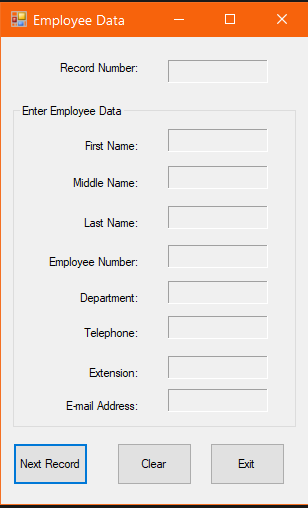 Employee Data
Record Number:
Enter Employee Data
First Name:
Middle Name:
Last Name:
Employee Number:
Department:
Telephone:
Extension:
E-mail Address:
Next Record
Clear
Exit